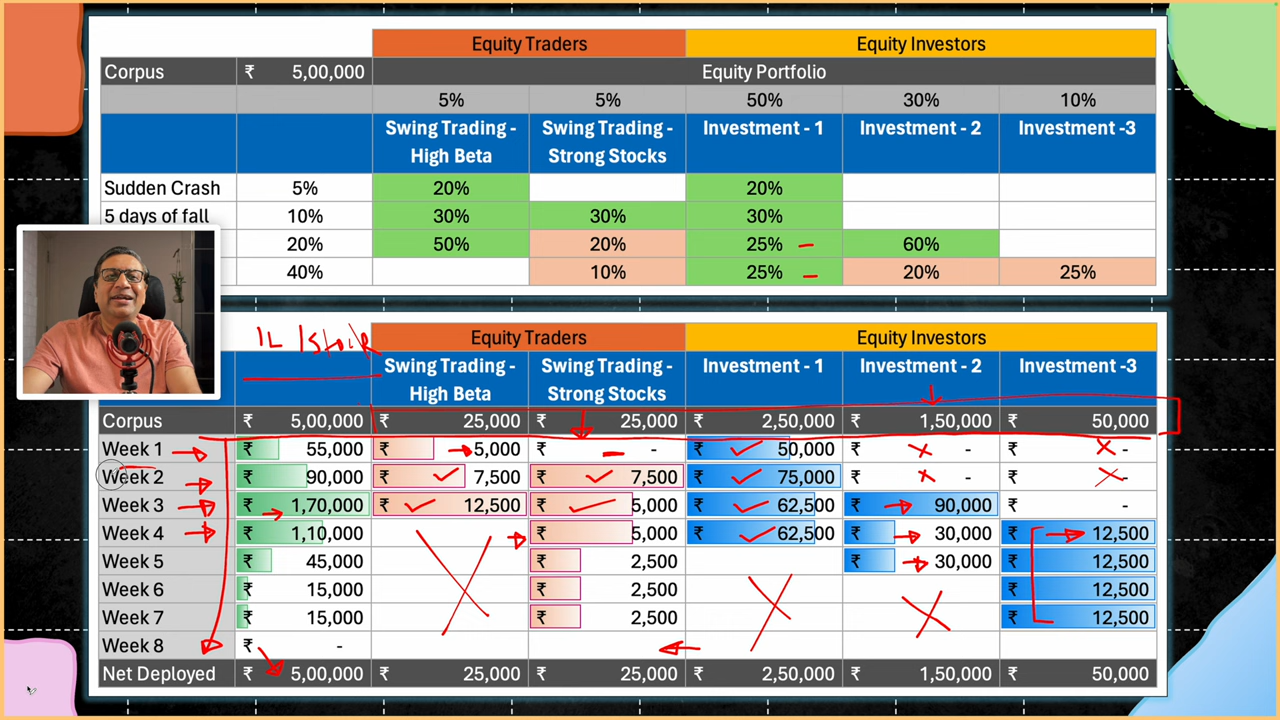 Equity Traders Equity Investors
Corpus ₹ 5,00,000 Equity Portfolio
5% 5% 50% 30% 10%
Swing Trading - Swing Trading - Investment - 1 Investment - 2 Investment -3
High Beta Strong Stocks
Sudden Crash 5% 20% 20%
5 days of fall 10% 30% 30% 30%
20% 50% 20% 25% 60%
40% 10% 25% 20% 25%
1L /stock Equity Traders Equity Investors
Swing Trading - Swing Trading - Investment - 1 Investment - 2 Investment -3
High Beta Strong Stocks
Corpus ₹ 5,00,000 ₹ 25,000 ₹ 25,000 ₹ 2,50,000 ₹ 1,50,000 ₹ 50,000
Week 1 ₹ 55,000 ₹ 5,000 ₹ - ₹ 50,000 ₹ - ₹ -
Week 2 ₹ 90,000 ₹ 7,500 ₹ 7,500 ₹ 75,000 ₹ - ₹ -
Week 3 ₹ 1,70,000 ₹ 12,500 ₹ 5,000 ₹ 62,500 ₹ 90,000 ₹ -
Week 4 ₹ 1,10,000 ₹ 5,000 ₹ 62,500 ₹ 30,000 ₹ 12,500
Week 5 ₹ 45,000 ₹ 2,500 ₹ 30,000 ₹ 12,500
Week 6 ₹ 15,000 ₹ 2,500 ₹ 12,500
Week 7 ₹ 15,000 ₹ 2,500 ₹ 12,500
Week 8 ₹ -
Net Deployed ₹ 5,00,000 ₹ 25,000 ₹ 25,000 ₹ 2,50,000 ₹ 1,50,000 ₹ 50,000